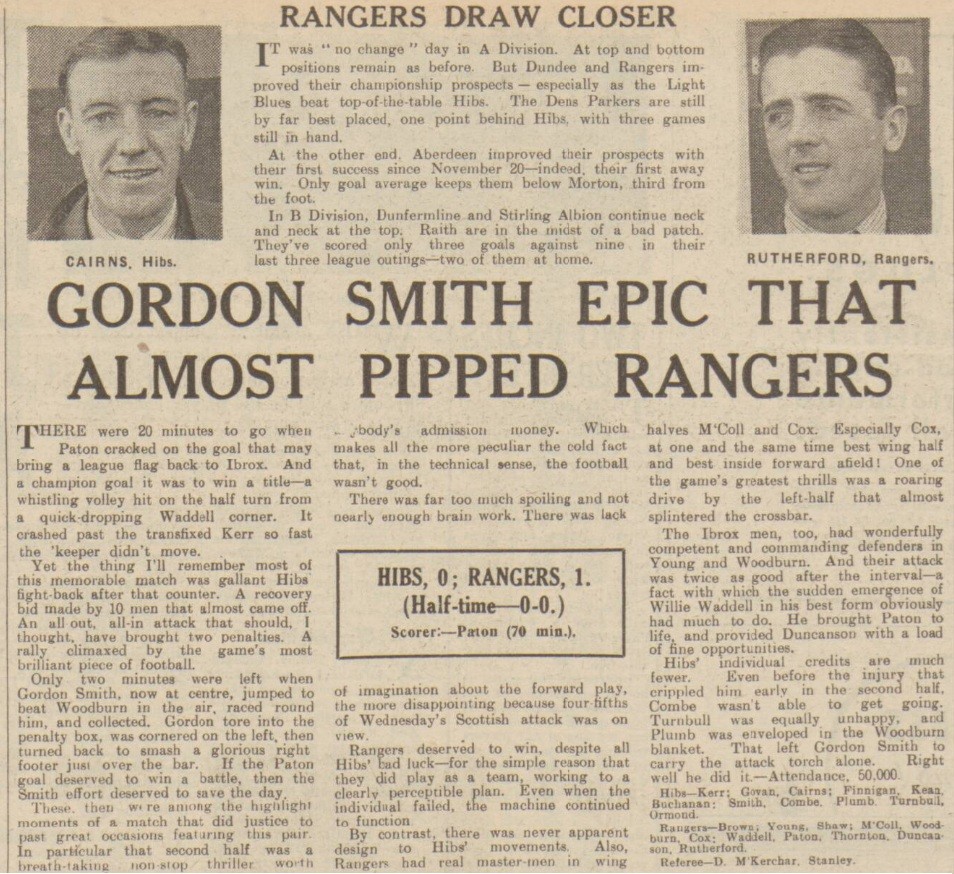 RANGERS DRAW CLOSER
IT was "no change" day in A Division. At top and bottom
positions remain as before. But Dundee and Rangers im-
proved their championship prospects — especially as the Light
Blues beat top-of-the-table Hibs. The Dens Parkers are still
by far best placed, one point behind Hibs, with three games
still in hand.
At the other end, Aberdeen improved their prospects with
their first success since November 20—indeed, their first away
win. Only goal average keeps them below Morton, third from
the foot.
In B Division, Dunfermline and Stirling Albion continue neck
and neck at the top. Raith are in the midst of a bad patch.
They've scored only three goals against nine in their
last three league outings—two of them at home.
CAIRNS, Hibs.
RUTHERFORD, Rangers.
GORDON SMITH EPIC THAT
ALMOST PIPPED RANGERS
THERE were 20 minutes to go when
Paton cracked on the goal that may
bring a league flag back to Ibrox. And
a champion goal it was to win a title—a
whistling volley hit on the half turn from
a quick-dropping Waddell corner. It
crashed past the transfixed Kerr so fast
the 'keeper didn't move.
Yet the thing I'll remember most of
this memorable match was gallant Hibs'
fight-back after that counter. A recovery
bid made by 10 men that almost came off.
An all out, all-in attack that should, I
thought, have brought two penalties. A
rally climaxed by the game's most
brilliant piece of football.
Only two minutes were left when
Gordon Smith, now at centre, jumped to
beat Woodburn in the air, raced round
him, and collected. Gordon tore into the
penalty box, was cornered on the left, then
turned back to smash a glorious right
footer just over the bar. If the Paton
goal deserved to win a battle, then the
Smith effort deserved to save the day.
These, then were among the highlight
moments of a match that did justice to
past great occasions featuring this pair.
In particular that second half was a
breath-taking non-stop thriller worth
body's admission money. Which
makes all the more peculiar the cold fact
that, in the technical sense, the football
wasn't good.
There was far too much spoiling and not
nearly enough brain work. There was lack
HIBS, 0; RANGERS, 1.
(Half-time—0-0.)
Scorer:—Paton (70 min.).
of imagination about the forward play,
the more disappointing because four-fifths
of Wednesday's Scottish attack was on
view.
Rangers deserved to win, despite all
Hibs' bad luck—for the simple reason that
they did play as a team, working to a
clearly perceptible plan. Even when the
individual failed, the machine continued
to function.
By contrast, there was never apparent
design to Hibs' movements. Also,
Rangers had real master-men in wing
halves M'Coll and Cox. Especially Cox,
at one and the same time best wing half
and best inside forward afield! One of
the game's greatest thrills was a roaring
drive by the left-half that almost
splintered the crossbar.
The Ibrox men, too, had wonderfully
competent and commanding defenders in
Young and Woodburn. And their attack
was twice as good after the interval—a
fact with which the sudden emergence of
Willie Waddell in his best form obviously
had much to do. He brought Paton to
life, and provided Duncanson with a load
of fine opportunities.
Hibs' individual credits are much
fewer. Even before the injury that
crippled him early in the second half,
Combe wasn't able to get going.
Turnbull was equally unhappy, and
Plumb was enveloped in the Woodburn
blanket. That left Gordon Smith to
carry the attack torch alone. Right
well he did it.—Attendance, 50,000.
Hibs—Kerr; Govan, Cairns; Finnigan, Kean,
Buchanan; Smith, Combe, Plumb, Turnbull,
Ormond.
Rangers—Brown; Young, Shaw; M'Coll, Wood-
burn, Cox; Waddell, Paton, Thornton, Duncan-
son, Rutherford.
Referee—D. M'Kerchar, Stanley.